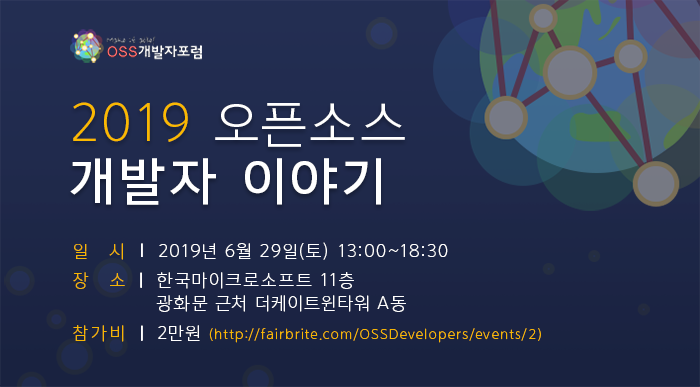 make it better
OSS개발자포럼
2019 오픈소스
개발자 이야기
일 시 | 2019년 6월 29일(토) 13:00~18:30
장 소 | 한국마이크로소프트 11층
광화문 근처 더케이트윈타워 A동
참가비 | 2만원 (http://fairbrite.com/OSSDevelopers/events/2)